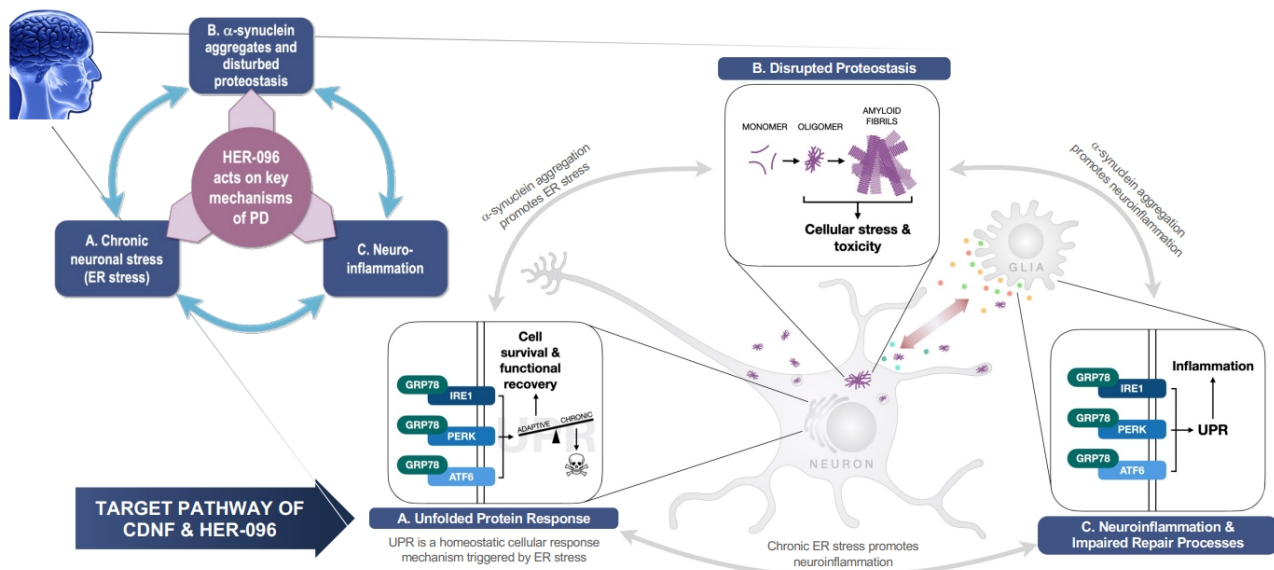 B. α-synuclein
aggregates and
disturbed
proteostasis
HER-096
acts on key
mechanisms
of PD
A. Chronic
neuronal stress
(ER stress)
C. Neuro-
inflammation
TARGET PATHWAY OF
CDNF & HER-096
B. Disrupted Proteostasis
MONOMER
OLIGOMER
AMYLOID
FIBRILS
Cellular stress &
toxicity
α-synuclein aggregation
promotes ER stress
α-synuclein aggregation
promotes neuroinflammation
GLIA
NEURON
Cell
survival &
functional
recovery
GRP78
IRE1
GRP78
PERK
GRP78
ATF6
UPR
ADAPTIVE
CHRONIC
A. Unfolded Protein Response
UPR is a homeostatic cellular response
mechanism triggered by ER stress
Chronic ER stress promotes
neuroinflammation
Inflammation
GRP78
IRE1
GRP78
PERK
UPR
GRP78
ATF6
C. Neuroinflammation &
Impaired Repair Processes